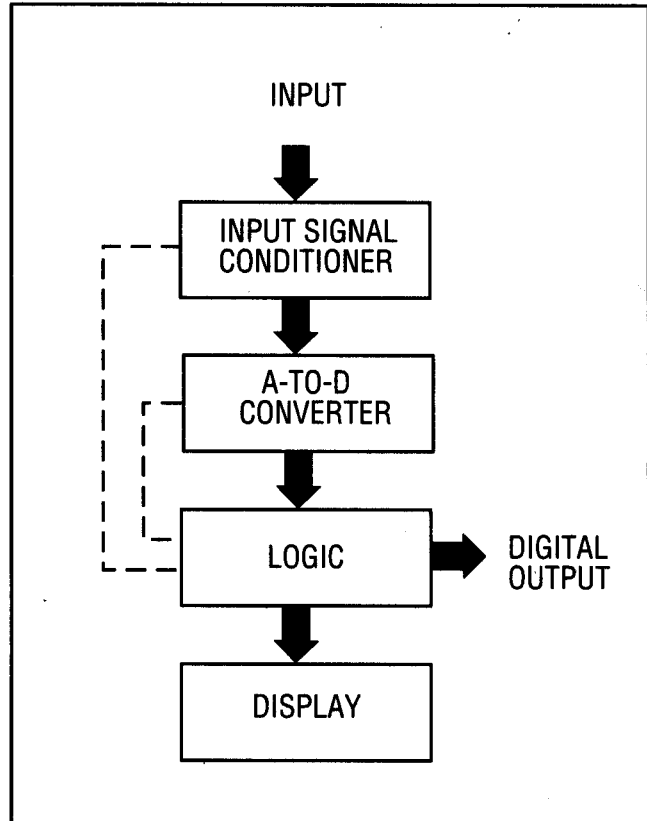 INPUT
INPUT SIGNAL
CONDITIONER
A-TO-D
CONVERTER
LOGIC
DIGITAL
OUTPUT
DISPLAY